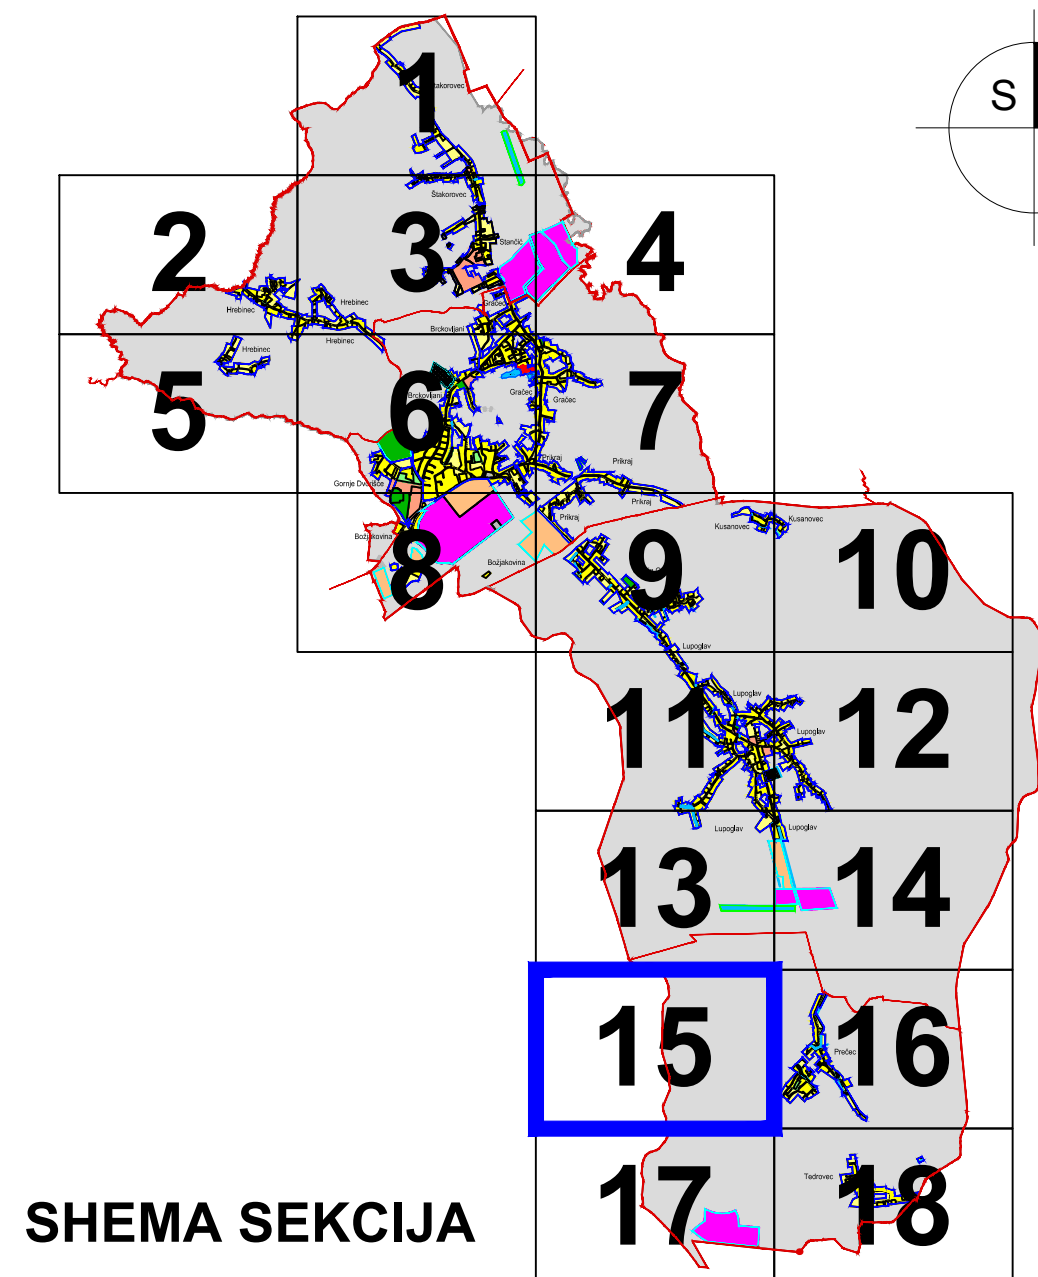 1
S
Štakorovec
2
3
4
Stančić
Hrebinec
Gračec
Brckovljani
Hrebinec
Hrebinec
Hrebinec
5
6
7
Brckovljani
Gračec
Gračec
Prikraj
Prikraj
Gornje Dvorišće
Prikraj
Prikraj
Kusanovec
Kusanovec
Božjakovina
8
Božjakovina
9
10
Lupoglav
11
Lupoglav
12
Lupoglav
Lupoglav
Lupoglav
13
14
15
16
Prečec
17
Tedrovec
18
SHEMA SEKCIJA